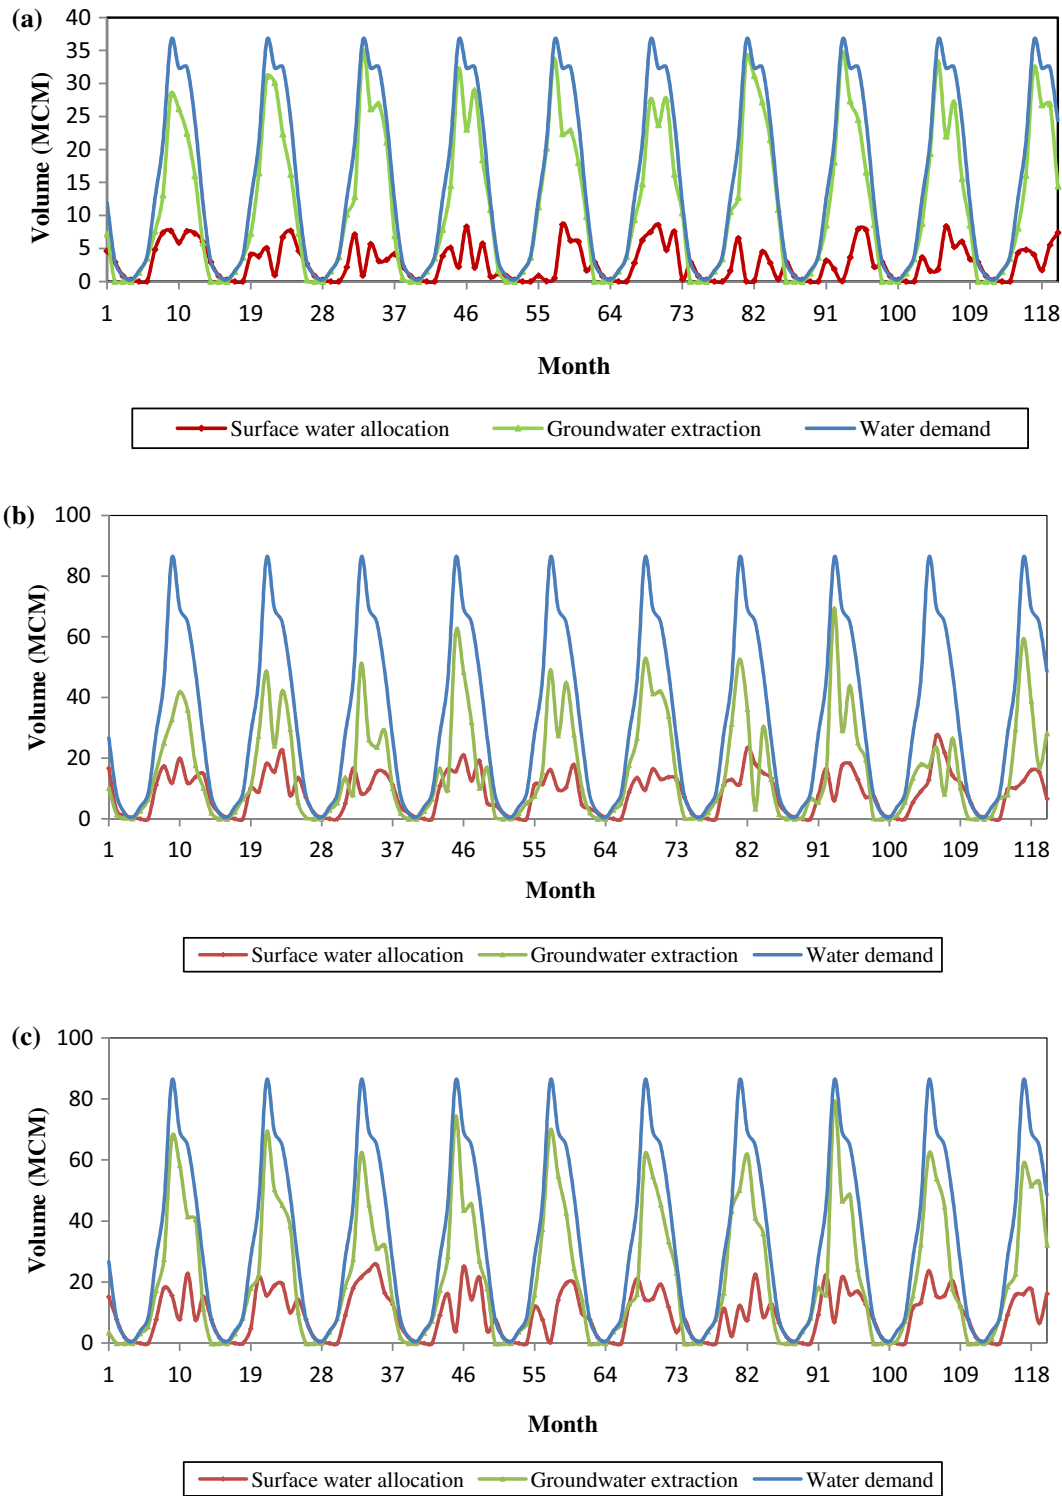 (a)
40
35
30
25
20
15
10
5
0
Volume (MCM)
1 10 19 28 37 46 55 64 73 82 91 100 109 118
Month
Surface water allocation Groundwater extraction Water demand
(b)
100
80
60
40
20
0
Volume (MCM)
1 10 19 28 37 46 55 64 73 82 91 100 109 118
Month
Surface water allocation Groundwater extraction Water demand
(c)
100
80
60
40
20
0
Volume (MCM)
1 10 19 28 37 46 55 64 73 82 91 100 109 118
Month
Surface water allocation Groundwater extraction Water demand